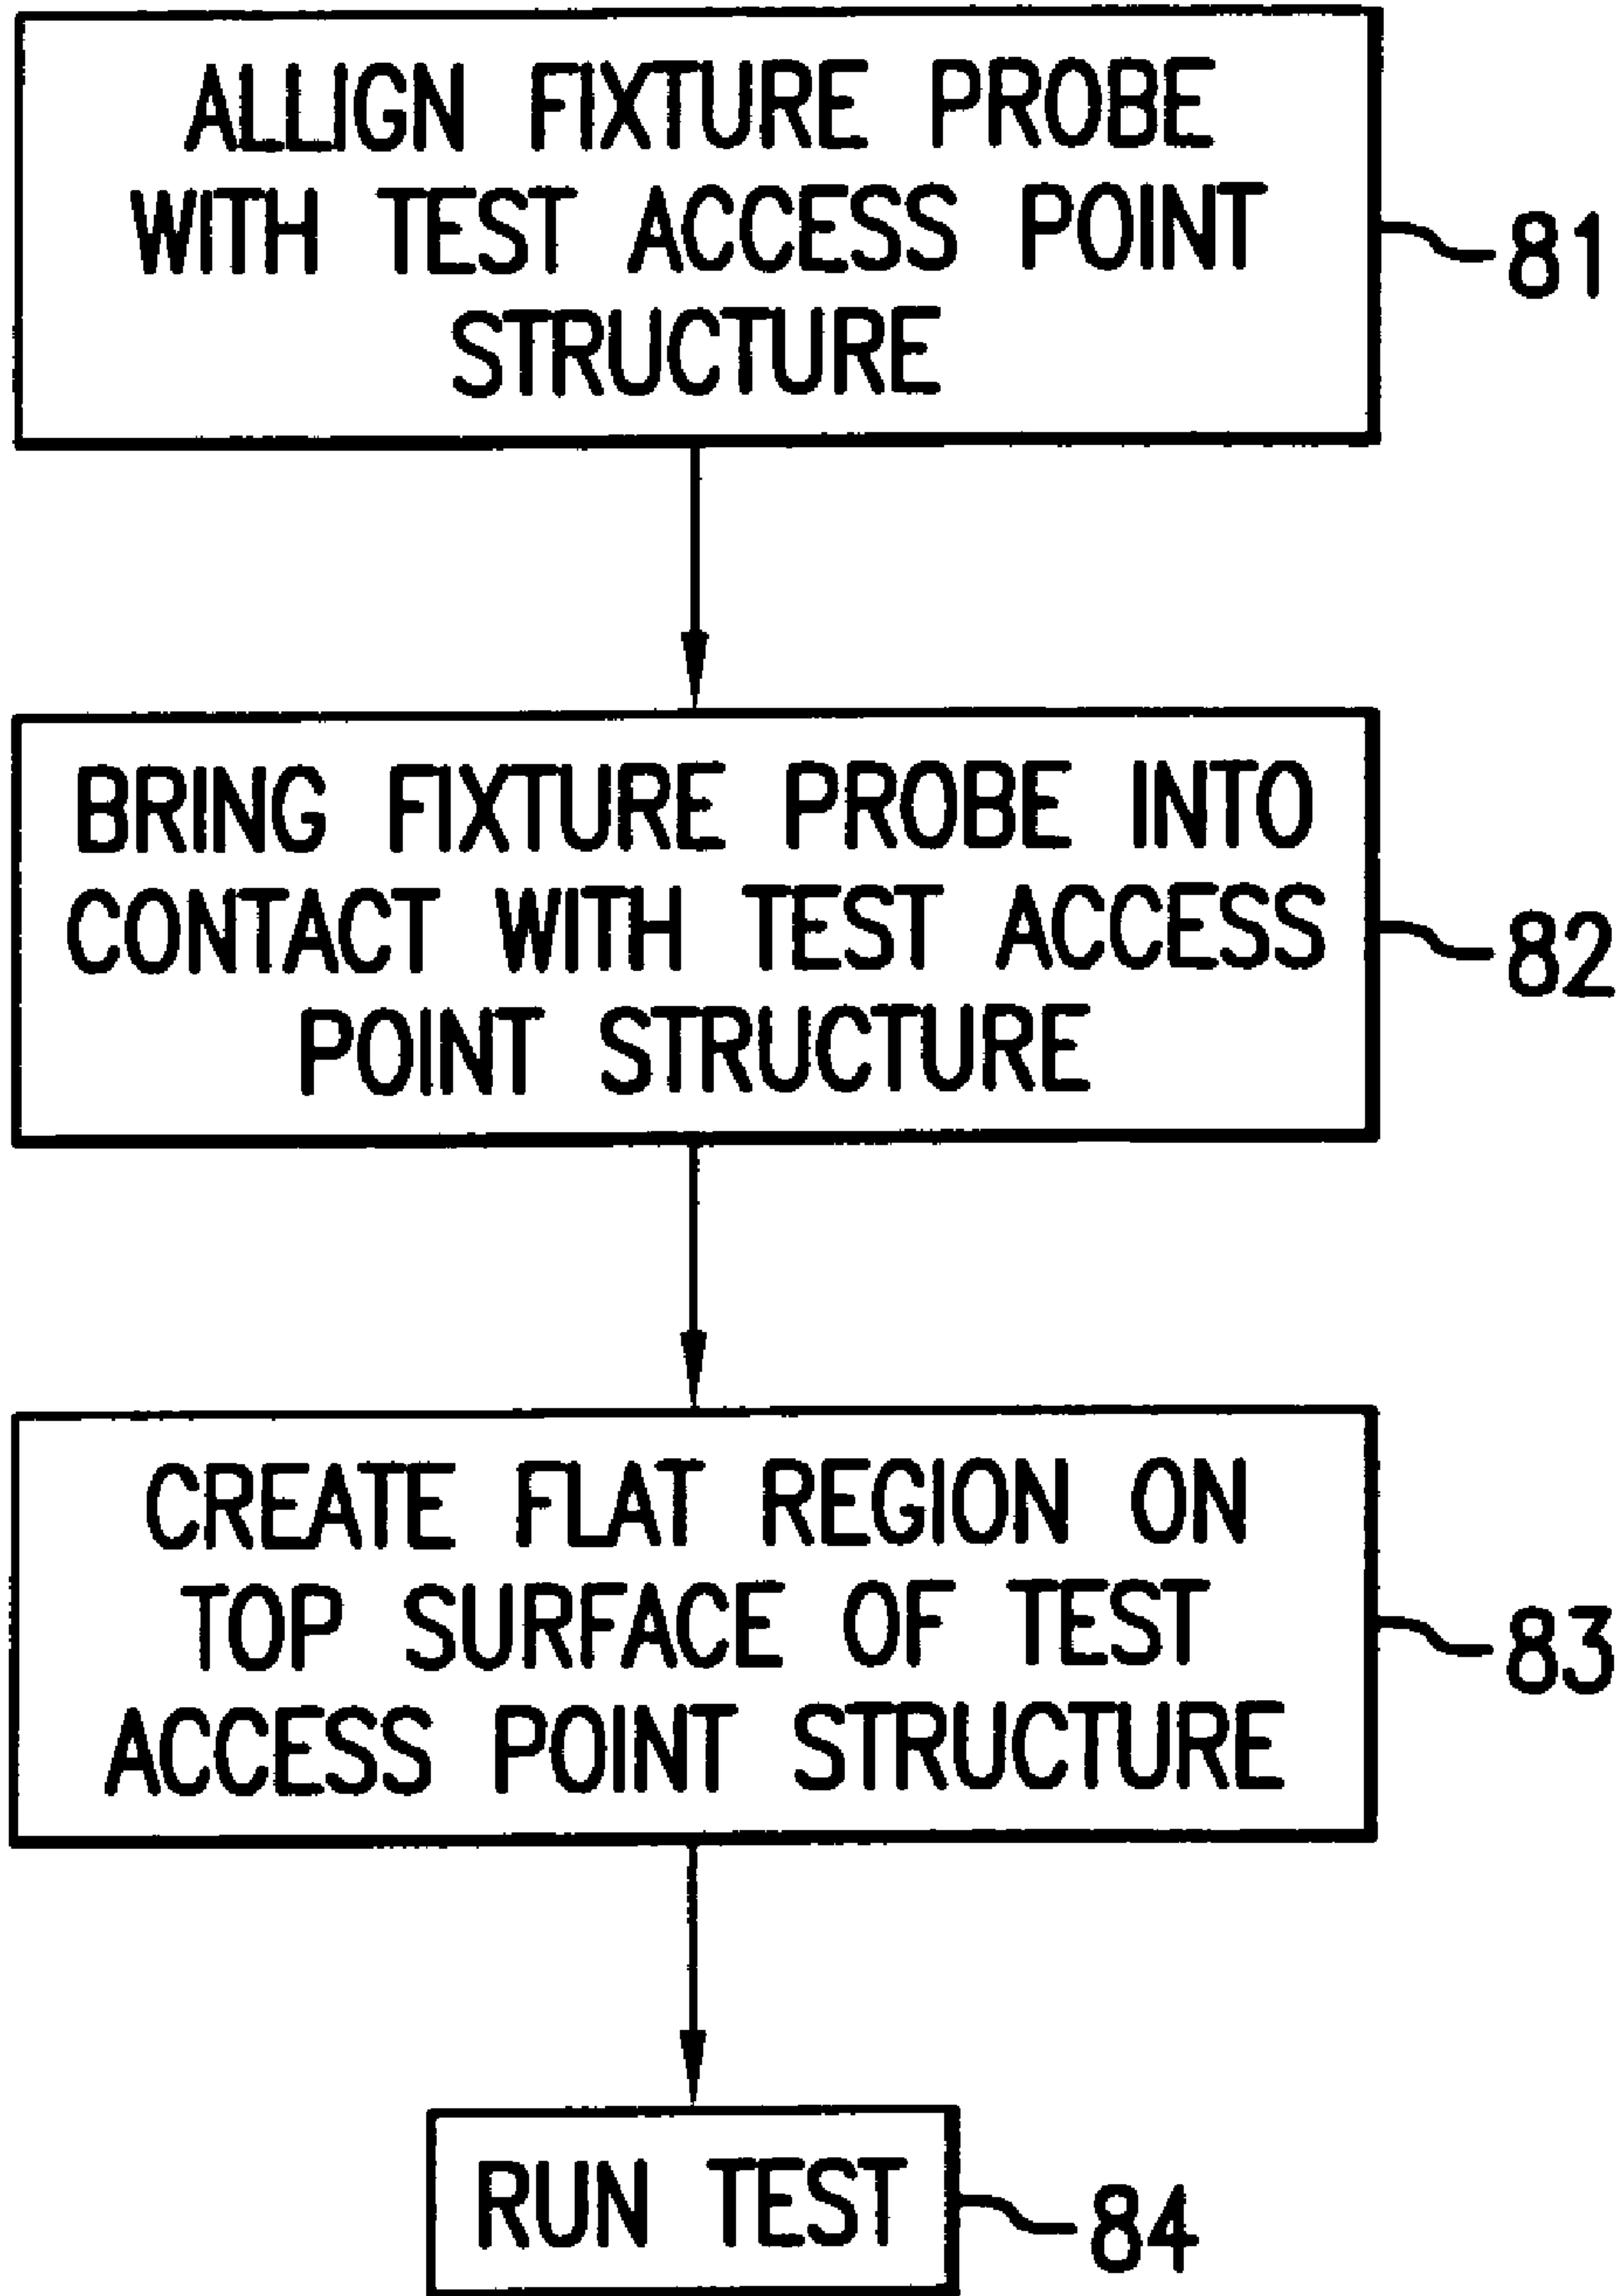 ALLIGN FIXTURE PROBE
WITH TEST ACCESS POINT
STRUCTURE
81
BRING FIXTURE PROBE INTO
CONTACT WITH TEST ACCESS
POINT STRUCTURE
82
CREATE FLAT REGION ON
TOP SURFACE OF TEST
ACCESS POINT STRUCTURE
83
RUN TEST
84